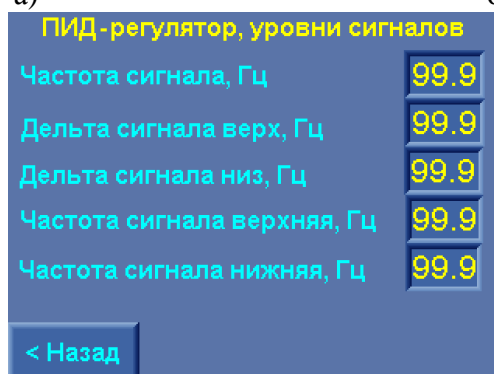 а)
ПИД-регулятор, уровни сигналов
Частота сигнала, Гц 99.9
Дельта сигнала верх, Гц 99.9
Дельта сигнала низ, Гц 99.9
Частота сигнала верхняя, Гц 99.9
Частота сигнала нижняя, Гц 99.9
< Назад